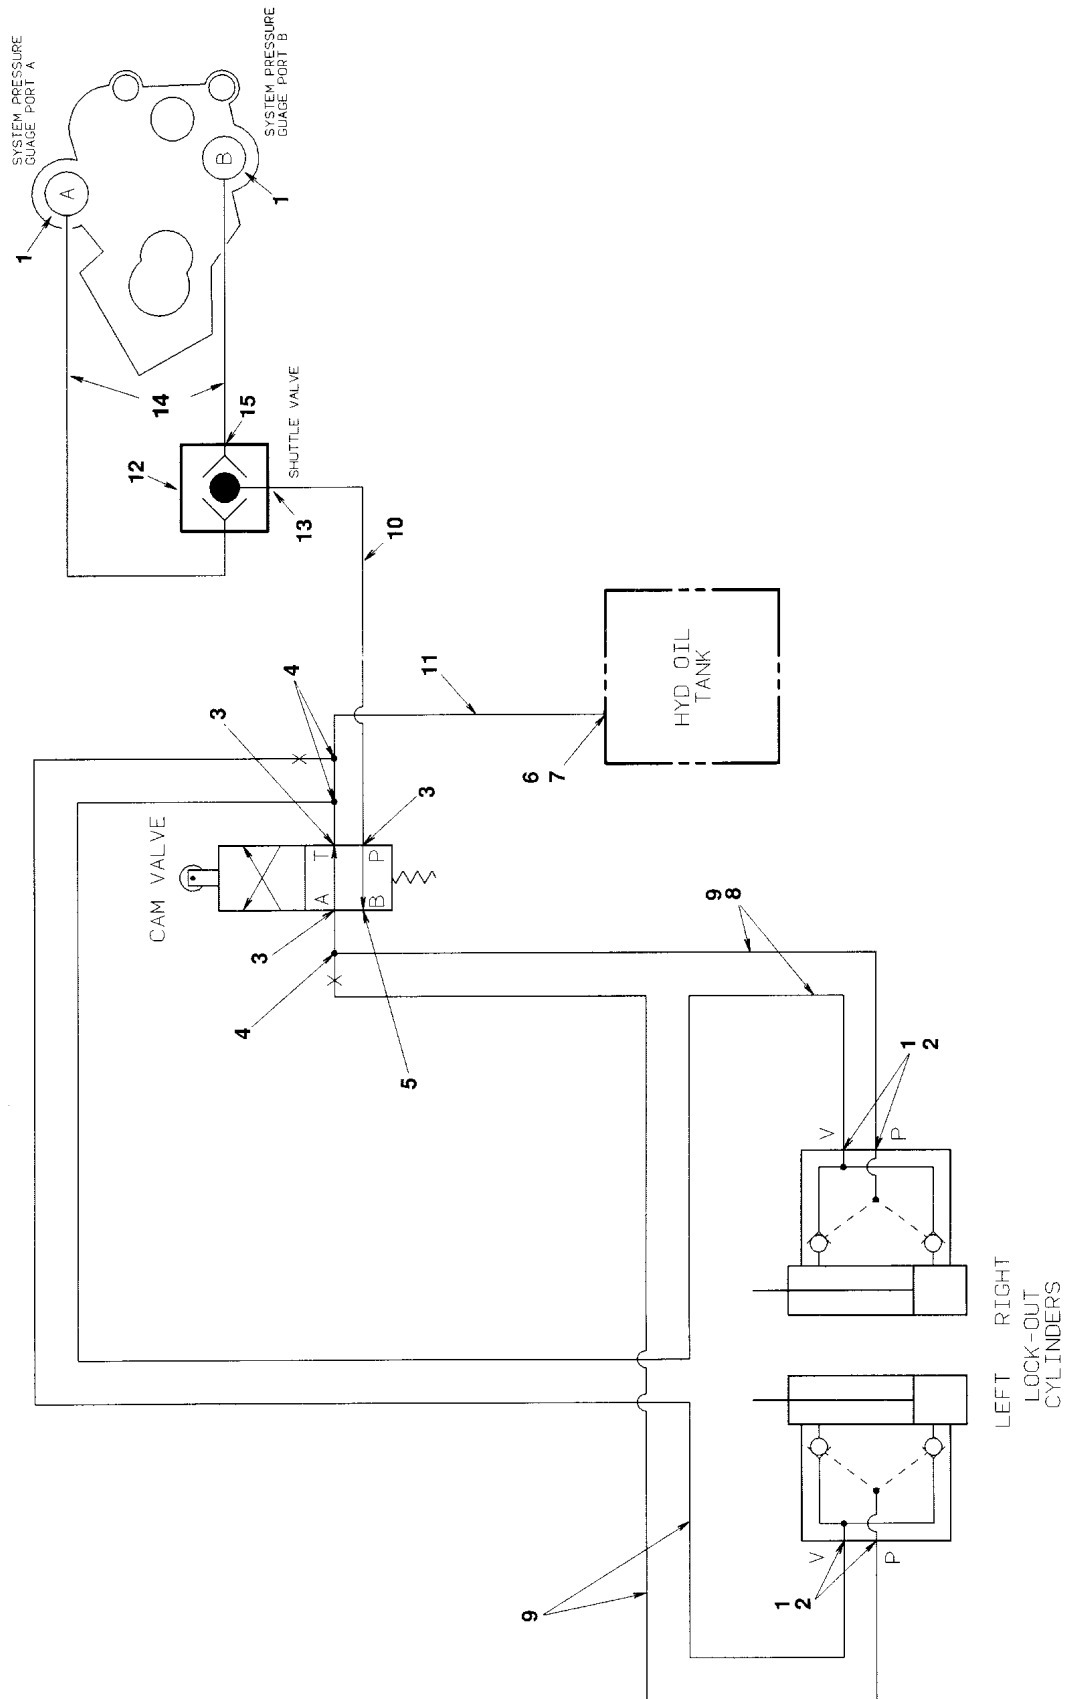 SYSTEM PRESSURE
GUAGE PORT A
SYSTEM PRESSURE
GUAGE PORT B
A
B
1
1
14
15
12
13
SHUTTLE VALVE
10
11
4
3
HYD OIL
TANK
6
7
3
CAM VALVE
T
P
A
B
3
4
5
9
8
1
2
V
P
LEFT RIGHT
LOCK-OUT
CYLINDERS
V
P
1
2
9
X
X